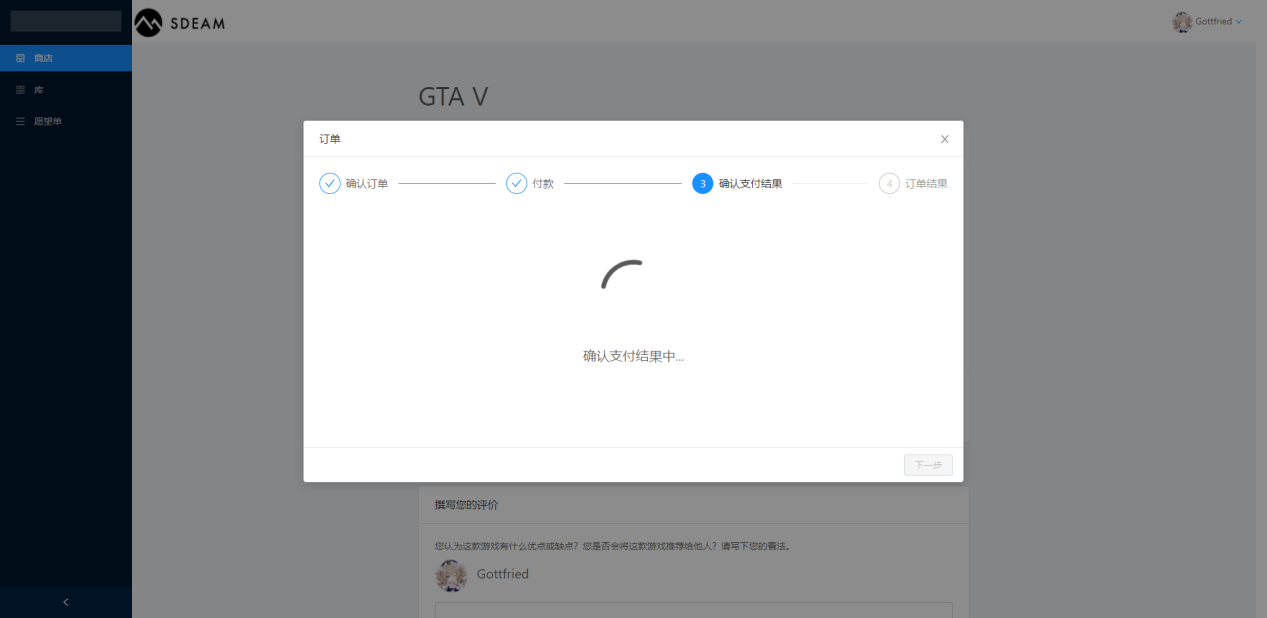 SDEAM
Gottfried
商店
库
愿望单
GTA V
订单
确认订单
付款
3 确认支付结果
4 订单结果
确认支付结果中...
下一步
撰写您的评价
您认为这款游戏有什么优点或缺点？您是否会将这款游戏推荐给他人？请写下您的看法。
Gottfried